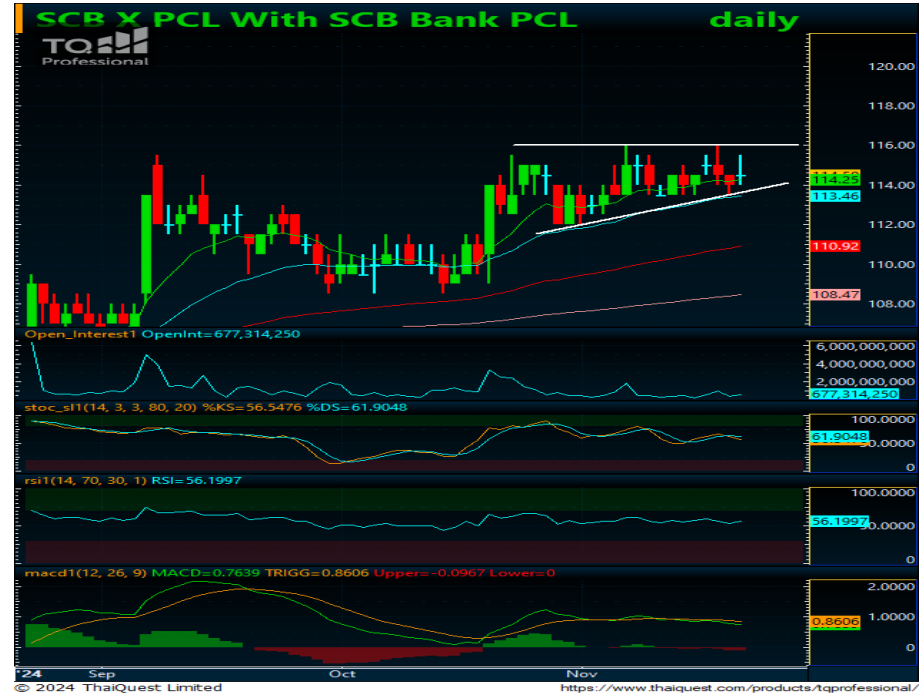 SCB X PCL With SCB Bank PCL daily
TQ
Professional
120.00
118.00
116.00
114.25
114.00
113.46
112.00
110.92
110.00
108.47
108.00
Open_Interest1 OpenInt=677,314,250
6,000,000,000
4,000,000,000
2,000,000,000
677,314,250
stoc_sl1(14, 3, 3, 80, 20) %KS=56.5476 %DS=61.9048
100.0000
61.9048
0
rsi1(14, 70, 30, 1) RSI=56.1997
100.0000
56.1997
0
macd1(12, 26, 9) MACD=0.7639 TRIGG=0.8606 Upper=-0.0967 Lower=0
2.0000
1.0000
0.8606
0
'24 Sep Oct Nov
© 2024 ThaiQuest Limited https://www.thaiquest.com/products/tqprofessional/